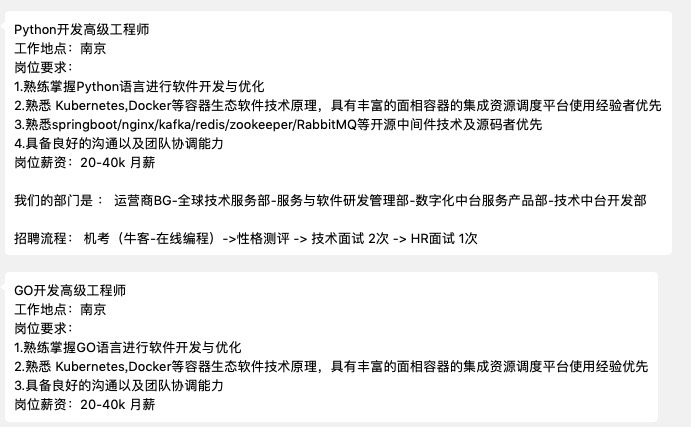 Python开发高级工程师
工作地点：南京
岗位要求：
1.熟练掌握Python语言进行软件开发与优化
2.熟悉 Kubernetes,Docker等容器生态软件技术原理，具有丰富的面相容器的集成资源调度平台使用经验者优先
3.熟悉springboot/nginx/kafka/redis/zookeeper/RabbitMQ等开源中间件技术及源码者优先
4.具备良好的沟通以及团队协调能力
岗位薪资：20-40k 月薪
我们的部门是： 运营商BG-全球技术服务部-服务与软件研发管理部-数字化中台服务产品部-技术中台开发部
招聘流程： 机考（牛客-在线编程）->性格测评 -> 技术面试 2次 -> HR面试 1次
GO开发高级工程师
工作地点：南京
岗位要求：
1.熟练掌握GO语言进行软件开发与优化
2.熟悉 Kubernetes,Docker等容器生态软件技术原理，具有丰富的面相容器的集成资源调度平台使用经验优先
3.具备良好的沟通以及团队协调能力
岗位薪资：20-40k 月薪